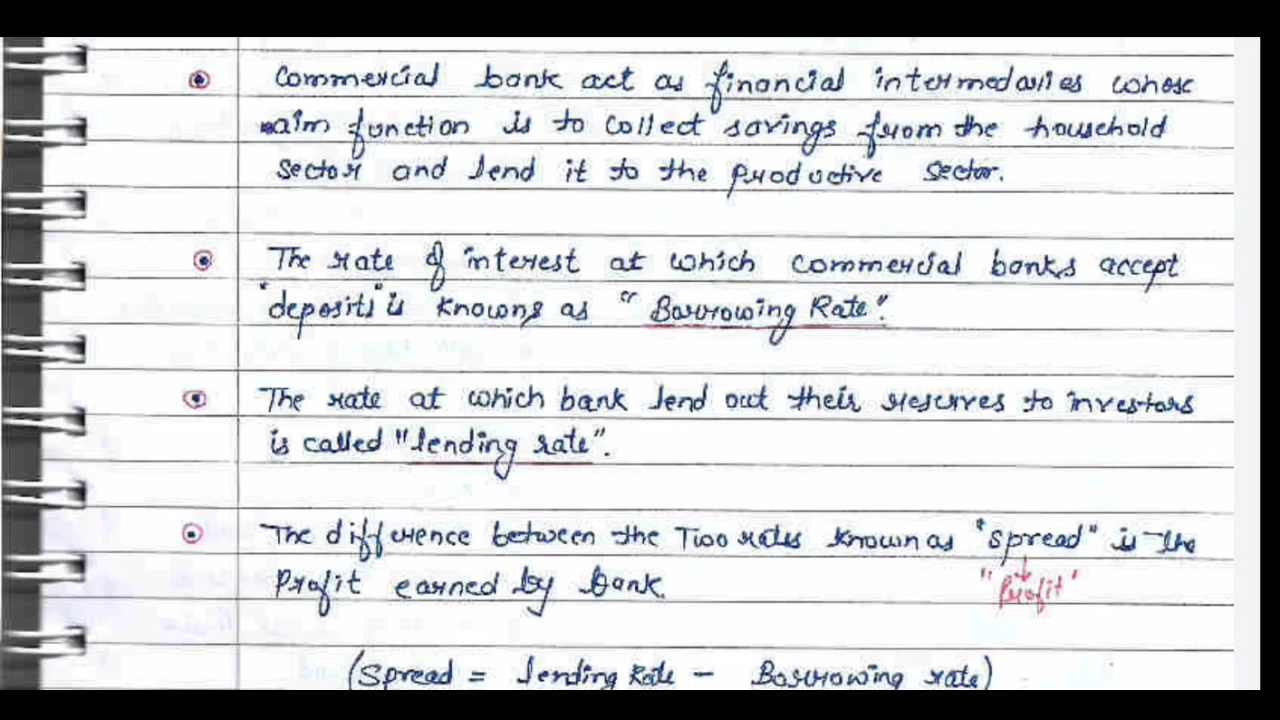 Commercial bank act as financial intermedaries whose
aim function is to collect savings from the household
sector and lend it to the productive sector.
The rate of interest at which commercial banks accept
"deposits" is knowns as "Borrowing Rate".
The rate at which bank lend out their reserves to investors
is called "lending rate".
The difference between the Two rates known as "spread" is the
Profit earned by bank.
"Profit"
(Spread = lending Rate - Borrowing rate)